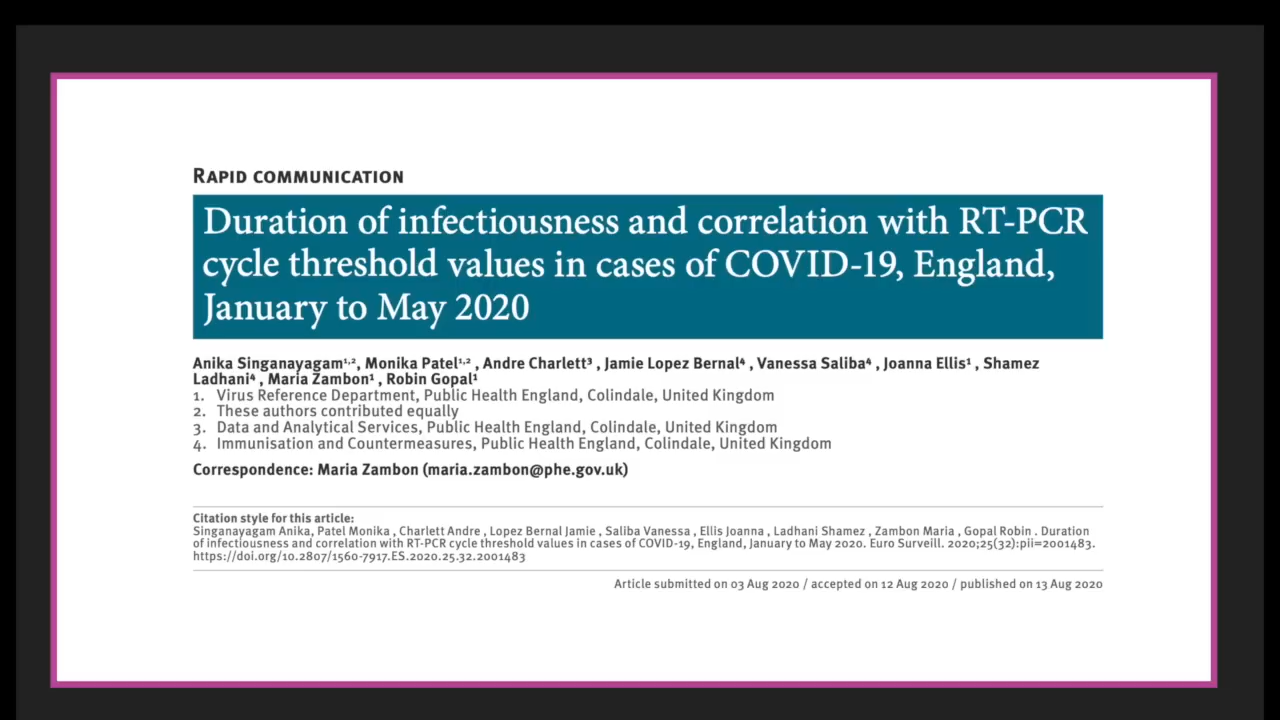 RAPID COMMUNICATION
Duration of infectiousness and correlation with RT-PCR
cycle threshold values in cases of COVID-19, England,
January to May 2020
Anika Singanayagam¹,², Monika Patel¹,² , Andre Charlett³ , Jamie Lopez Bernal⁴ , Vanessa Saliba⁴ , Joanna Ellis¹ , Shamez
Ladhani⁴ , Maria Zambon¹ , Robin Gopal¹
1. Virus Reference Department, Public Health England, Colindale, United Kingdom
2. These authors contributed equally
3. Data and Analytical Services, Public Health England, Colindale, United Kingdom
4. Immunisation and Countermeasures, Public Health England, Colindale, United Kingdom
Correspondence: Maria Zambon (maria.zambon@phe.gov.uk)
Citation style for this article:
Singanayagam Anika, Patel Monika , Charlett Andre , Lopez Bernal Jamie , Saliba Vanessa , Ellis Joanna , Ladhani Shamez , Zambon Maria , Gopal Robin . Duration
of infectiousness and correlation with RT-PCR cycle threshold values in cases of COVID-19, England, January to May 2020. Euro Surveill. 2020;25(32):pii=2001483.
https://doi.org/10.2807/1560-7917.ES.2020.25.32.2001483
Article submitted on 03 Aug 2020 / accepted on 12 Aug 2020 / published on 13 Aug 2020